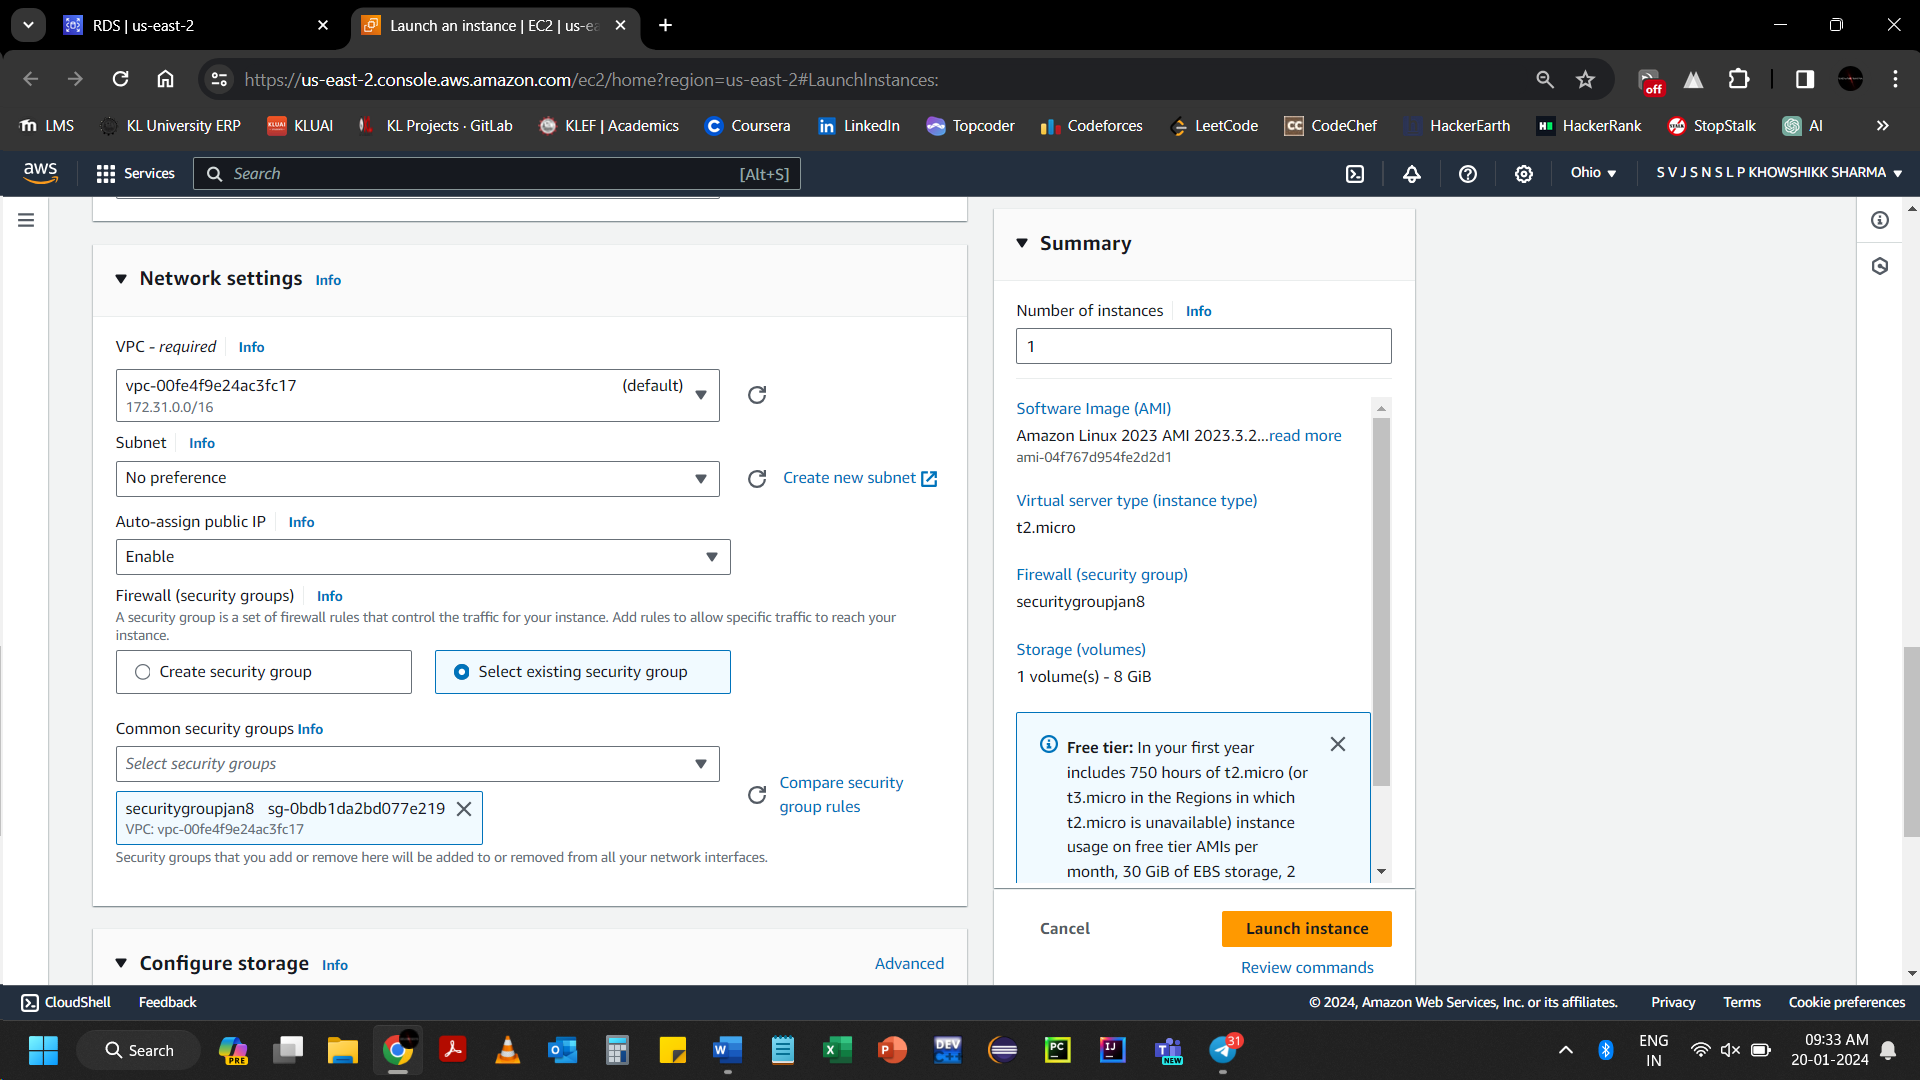 RDS | us-east-2
Launch an instance | EC2 | us-ea
https://us-east-2.console.aws.amazon.com/ec2/home?region=us-east-2#LaunchInstances:
off
LMS
KL University ERP
KLUAI
KL Projects · GitLab
KLEF | Academics
Coursera
LinkedIn
Topcoder
Codeforces
LeetCode
CodeChef
HackerEarth
HackerRank
StopStalk
AI
aws
Services
Search
[Alt+S]
Ohio
S V J S N S L P KHOWSHIKK SHARMA
Network settings Info
VPC - required Info
vpc-00fe4f9e24ac3fc17 (default)
172.31.0.0/16
Subnet Info
No preference
Create new subnet
Auto-assign public IP Info
Enable
Firewall (security groups) Info
A security group is a set of firewall rules that control the traffic for your instance. Add rules to allow specific traffic to reach your
instance.
Create security group
Select existing security group
Common security groups Info
Select security groups
securitygroupjan8 sg-0bdb1da2bd077e219
VPC: vpc-00fe4f9e24ac3fc17
Compare security
group rules
Security groups that you add or remove here will be added to or removed from all your network interfaces.
Configure storage Info
Advanced
Summary
Number of instances Info
1
Software Image (AMI)
Amazon Linux 2023 AMI 2023.3.2...read more
ami-04f767d954fe2d2d1
Virtual server type (instance type)
t2.micro
Firewall (security group)
securitygroupjan8
Storage (volumes)
1 volume(s) - 8 GiB
Free tier: In your first year
includes 750 hours of t2.micro (or
t3.micro in the Regions in which
t2.micro is unavailable) instance
usage on free tier AMIs per
month, 30 GiB of EBS storage, 2
Cancel
Launch instance
Review commands
CloudShell
Feedback
© 2024, Amazon Web Services, Inc. or its affiliates.
Privacy
Terms
Cookie preferences
Search
PRE
DEV
C++
PC
IJ
NEW
31
ENG
IN
09:33 AM
20-01-2024